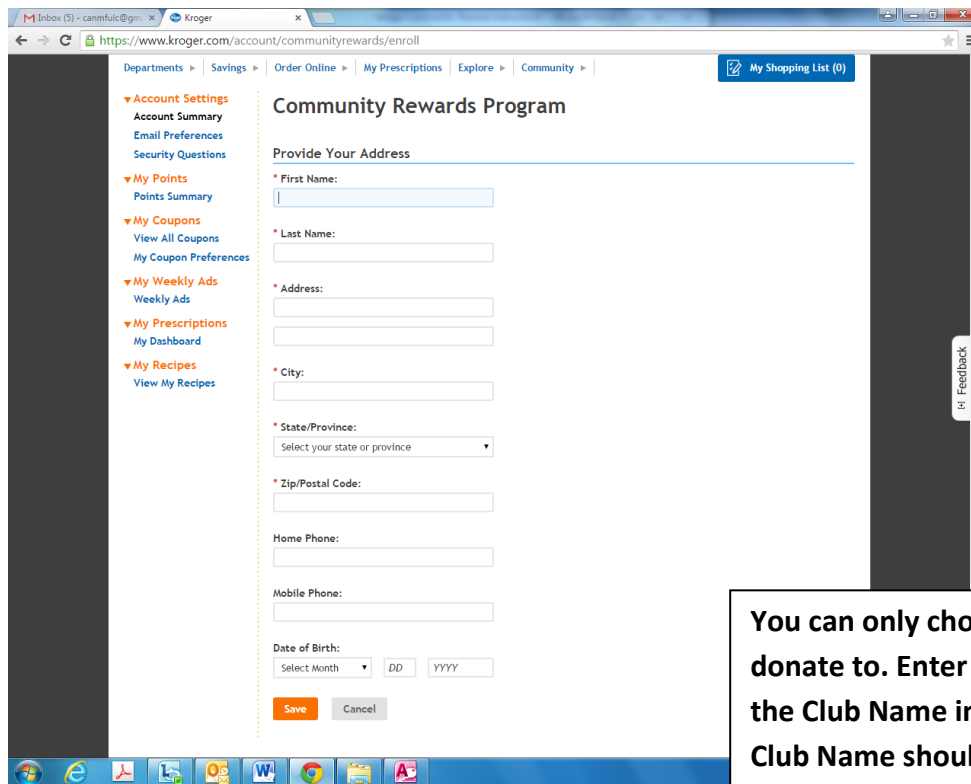 Inbox (5) - canmfulc@gm
Kroger
https://www.kroger.com/account/communityrewards/enroll
Departments Savings Order Online My Prescriptions Explore Community
My Shopping List (0)
Account Settings
Account Summary
Email Preferences
Security Questions
My Points
Points Summary
My Coupons
View All Coupons
My Coupon Preferences
My Weekly Ads
Weekly Ads
My Prescriptions
My Dashboard
My Recipes
View My Recipes
Community Rewards Program
Provide Your Address
* First Name:
* Last Name:
* Address:
* City:
* State/Province:
Select your state or province
* Zip/Postal Code:
Home Phone:
Mobile Phone:
Date of Birth:
Select Month DD YYYY
Save Cancel
[+] Feedback
You can only cho
donate to. Enter
the Club Name in
Club Name shoul